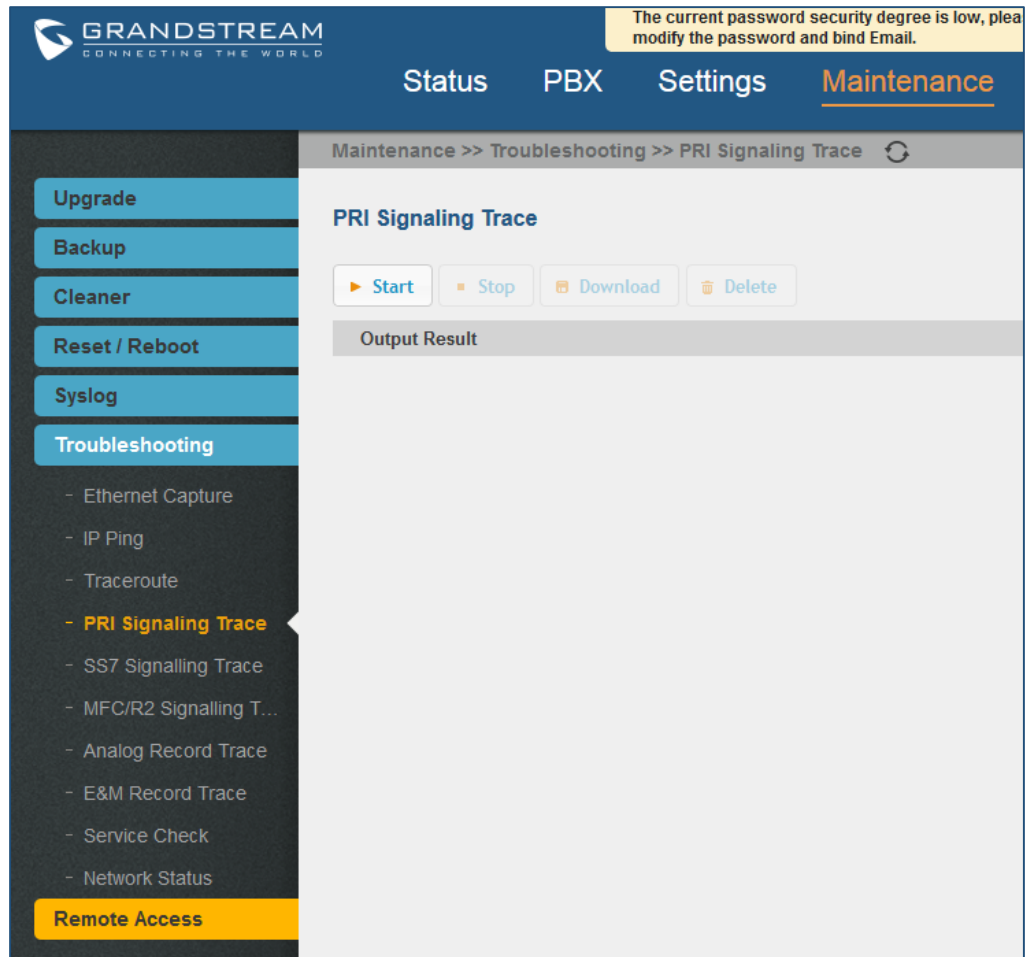 GRANDSTREAM
CONNECTING THE WORLD
The current password security degree is low, plea
modify the password and bind Email.
Status PBX Settings Maintenance
Maintenance >> Troubleshooting >> PRI Signaling Trace
Upgrade
Backup
Cleaner
Reset / Reboot
Syslog
Troubleshooting
- Ethernet Capture
- IP Ping
- Traceroute
- PRI Signaling Trace
- SS7 Signalling Trace
- MFC/R2 Signalling T...
- Analog Record Trace
- E&M Record Trace
- Service Check
- Network Status
Remote Access
PRI Signaling Trace
Start Stop Download Delete
Output Result